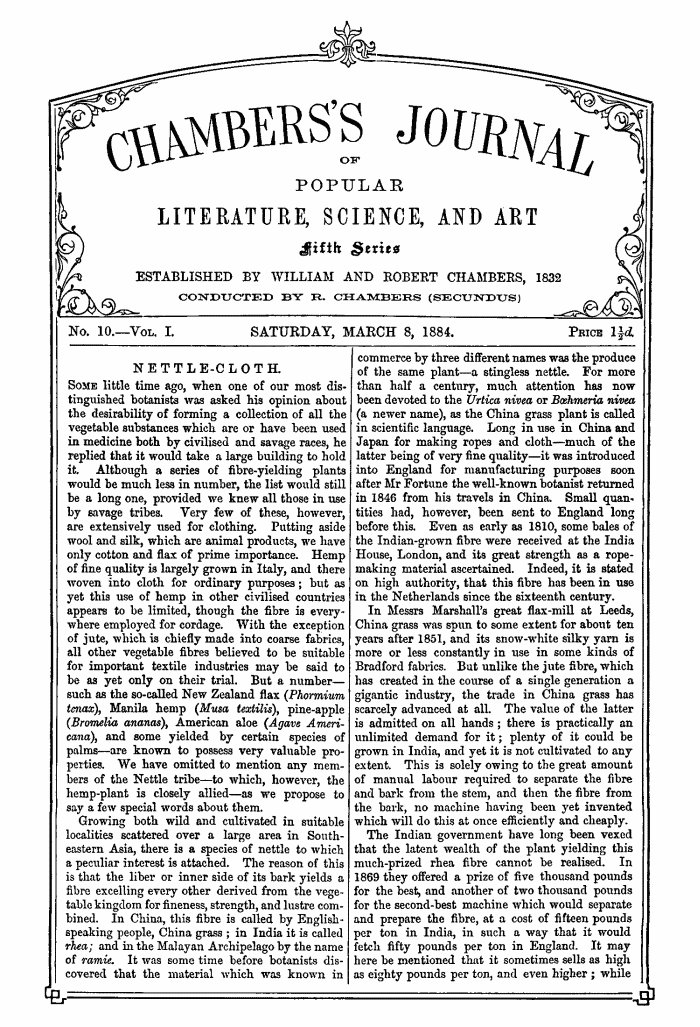 CHAMBERS'S JOURNAL
OF
POPULAR
LITERATURE, SCIENCE, AND ART
Fifth Series
ESTABLISHED BY WILLIAM AND ROBERT CHAMBERS, 1832
CONDUCTED BY R. CHAMBERS (SECUNDUS)
No. 10.—Vol. I. SATURDAY, MARCH 8, 1884. Price 1½d.
NETTLE-CLOTH.
Some little time ago, when one of our most dis-
tinguished botanists was asked his opinion about
the desirability of forming a collection of all the
vegetable substances which are or have been used
in medicine both by civilised and savage races, he
replied that it would take a large building to hold
it. Although a series of fibre-yielding plants
would be much less in number, the list would still
be a long one, provided we knew all those in use
by savage tribes. Very few of these, however,
are extensively used for clothing. Putting aside
wool and silk, which are animal products, we have
only cotton and flax of prime importance. Hemp
of fine quality is largely grown in Italy, and there
woven into cloth for ordinary purposes; but as
yet this use of hemp in other civilised countries
appears to be limited, though the fibre is every-
where employed for cordage. With the exception
of jute, which is chiefly made into coarse fabrics,
all other vegetable fibres believed to be suitable
for important textile industries may be said to
be as yet only on their trial. But a number—
such as the so-called New Zealand flax (Phormium
tenax), Manila hemp (Musa textilis), pine-apple
(Bromelia ananas), American aloe (Agave Ameri-
cana), and some yielded by certain species of
palms—are known to possess very valuable pro-
perties. We have omitted to mention any mem-
bers of the Nettle tribe—to which, however, the
hemp-plant is closely allied—as we propose to
say a few special words about them.
Growing both wild and cultivated in suitable
localities scattered over a large area in South-
eastern Asia, there is a species of nettle to which
a peculiar interest is attached. The reason of this
is that the liber or inner side of its bark yields a
fibre excelling every other derived from the vege-
table kingdom for fineness, strength, and lustre com-
bined. In China, this fibre is called by English-
speaking people, China grass; in India it is called
rhea; and in the Malayan Archipelago by the name
of ramie. It was some time before botanists dis-
covered that the material which was known in
commerce by three different names was the produce
of the same plant—a stingless nettle. For more
than half a century, much attention has now
been devoted to the Urtica nivea or Bœhmeria nivea
(a newer name), as the China grass plant is called
in scientific language. Long in use in China and
Japan for making ropes and cloth—much of the
latter being of very fine quality—it was introduced
into England for manufacturing purposes soon
after Mr Fortune the well-known botanist returned
in 1846 from his travels in China. Small quan-
tities had, however, been sent to England long
before this. Even as early as 1810, some bales of
the Indian-grown fibre were received at the India
House, London, and its great strength as a rope-
making material ascertained. Indeed, it is stated
on high authority, that this fibre has been in use
in the Netherlands since the sixteenth century.
In Messrs Marshall's great flax-mill at Leeds,
China grass was spun to some extent for about ten
years after 1851, and its snow-white silky yarn is
more or less constantly in use in some kinds of
Bradford fabrics. But unlike the jute fibre, which
has created in the course of a single generation a
gigantic industry, the trade in China grass has
scarcely advanced at all. The value of the latter
is admitted on all hands; there is practically an
unlimited demand for it; plenty of it could be
grown in India, and yet it is not cultivated to any
extent. This is solely owing to the great amount
of manual labour required to separate the fibre
and bark from the stem, and then the fibre from
the bark, no machine having been yet invented
which will do this at once efficiently and cheaply.
The Indian government have long been vexed
that the latent wealth of the plant yielding this
much-prized rhea fibre cannot be realised. In
1869 they offered a prize of five thousand pounds
for the best, and another of two thousand pounds
for the second-best machine which would separate
and prepare the fibre, at a cost of fifteen pounds
per ton in India, in such a way that it would
fetch fifty pounds per ton in England. It may
here be mentioned that it sometimes sells as high
as eighty pounds per ton, and even higher; while